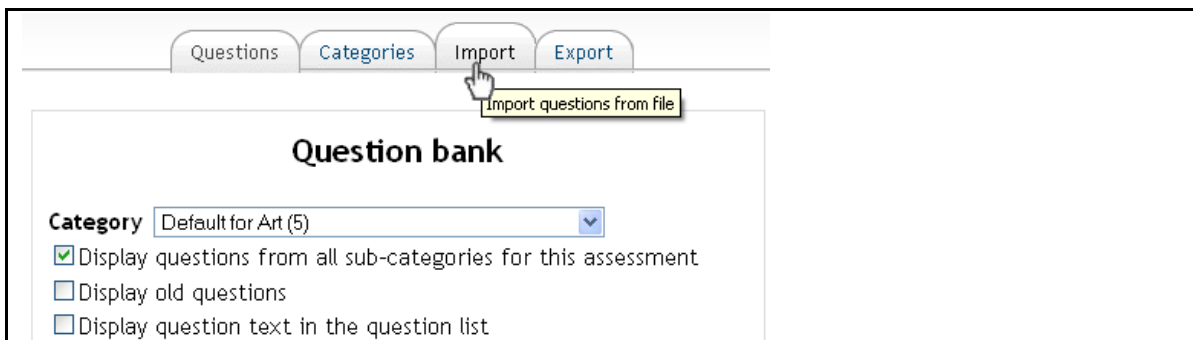 Questions Categories Import Export
Import questions from file
Question bank
Category Default for Art (5)
Display questions from all sub-categories for this assessment
Display old questions
Display question text in the question list